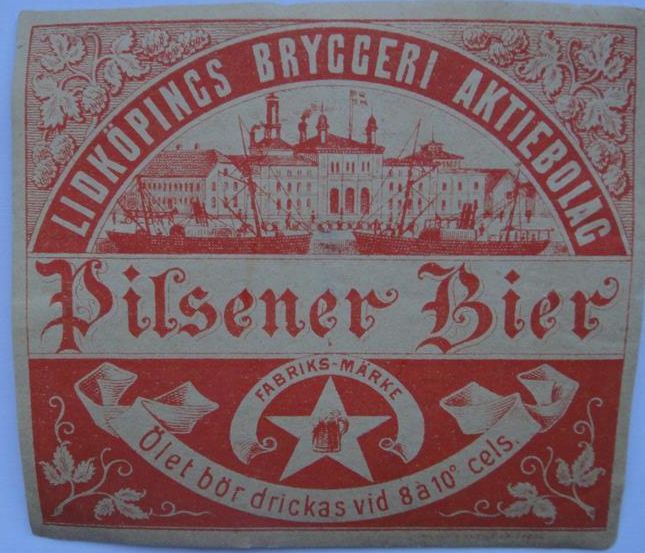 LIDKÖPINGS BRYGGERI AKTIEBOLAG
Pilsener Bier
FABRIKS-MÄRKE
Ölet bör drickas vid 8 à 10° cels.